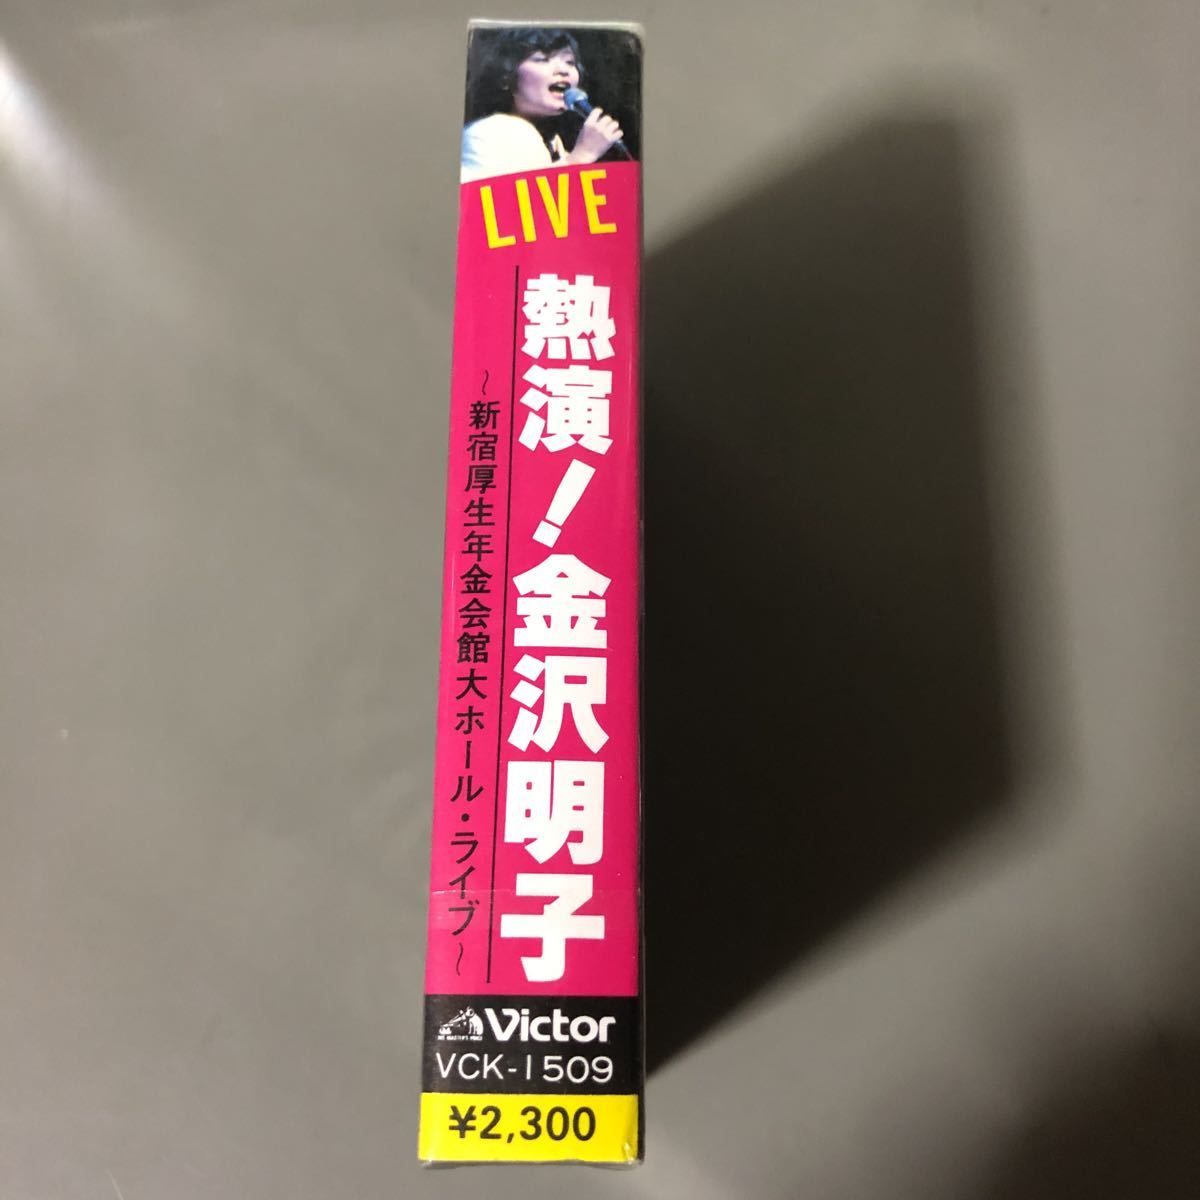 LIVE
熱演!金沢明子
~新宿厚生年金会館大ホール・ライブ~
Victor
VCK-1509
¥2,300